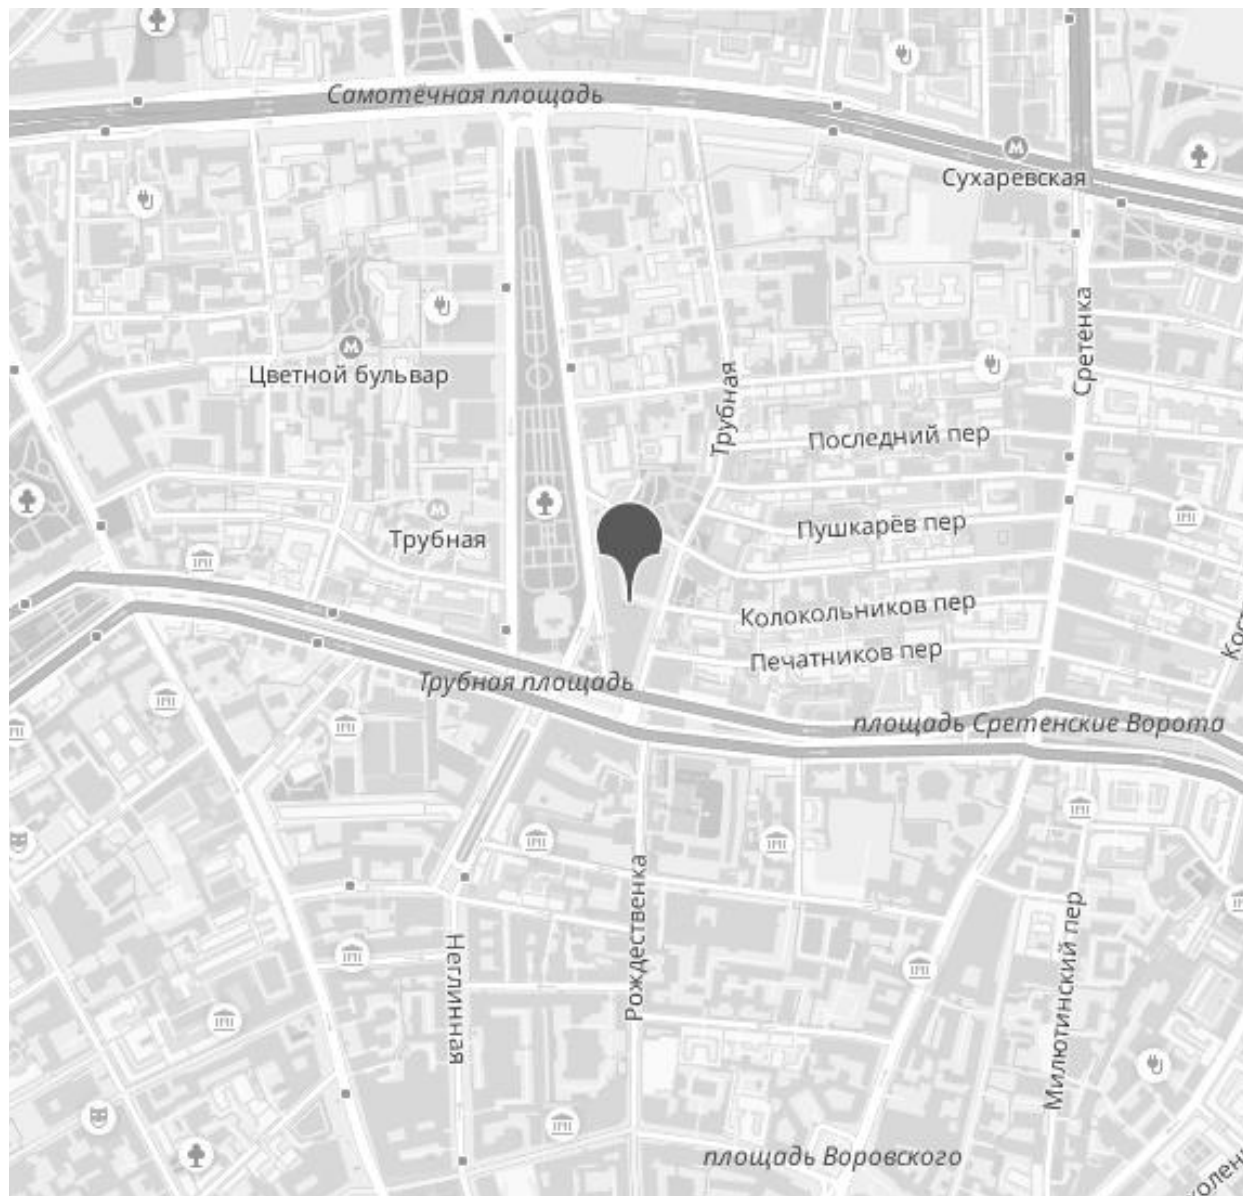 Самотёчная площадь
М
Сухаревская
Сретенка
М
Цветной бульвар
Трубная
Последний пер
М
Трубная
Пушкарёв пер
Колокольников пер
Печатников пер
Трубная площадь
площадь Сретенские Ворота
Рождественка
Неглинная
Милютинский пер
площадь Воровского